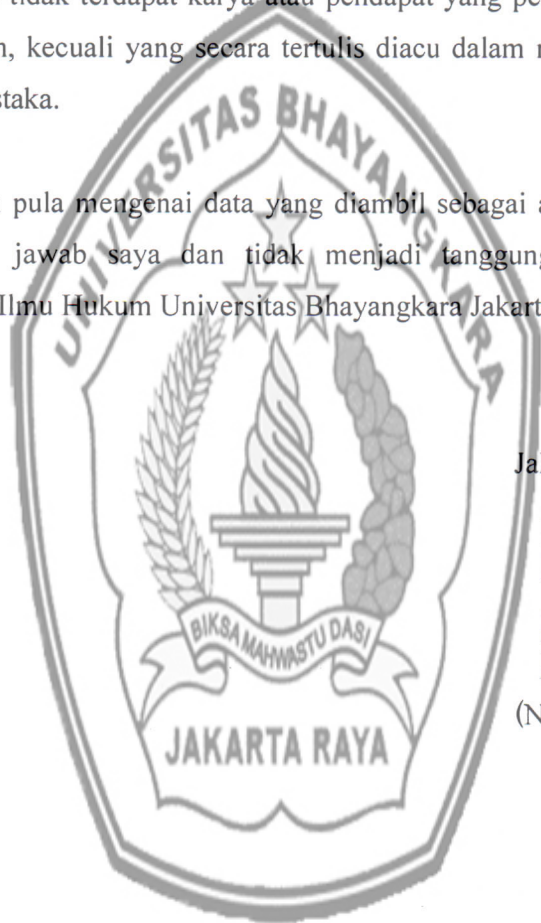 tidak terdapat karya atau pendapat yang pe
, kecuali yang secara tertulis diacu dalam
staka.
pula mengenai data yang diambil sebagai a
jawab saya dan tidak menjadi tanggung
Ilmu Hukum Universitas Bhayangkara Jakart
UNIVERSITAS BHAYANGKARA
Ja
BIKSA MAHWASTU DASI
(N
JAKARTA RAYA